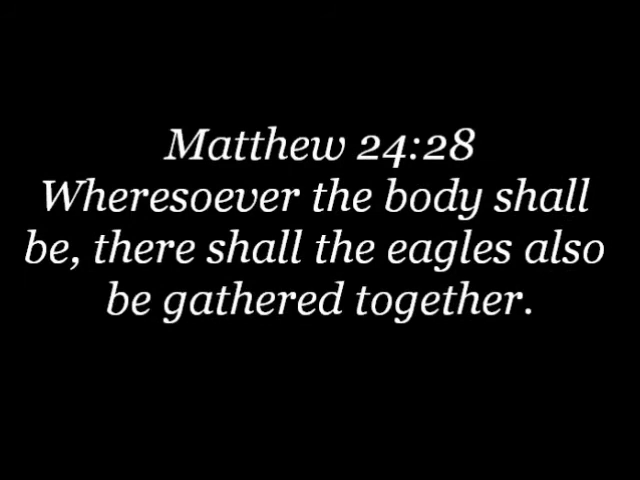 Matthew 24:28
Wheresoever the body shall
be, there shall the eagles also
be gathered together.